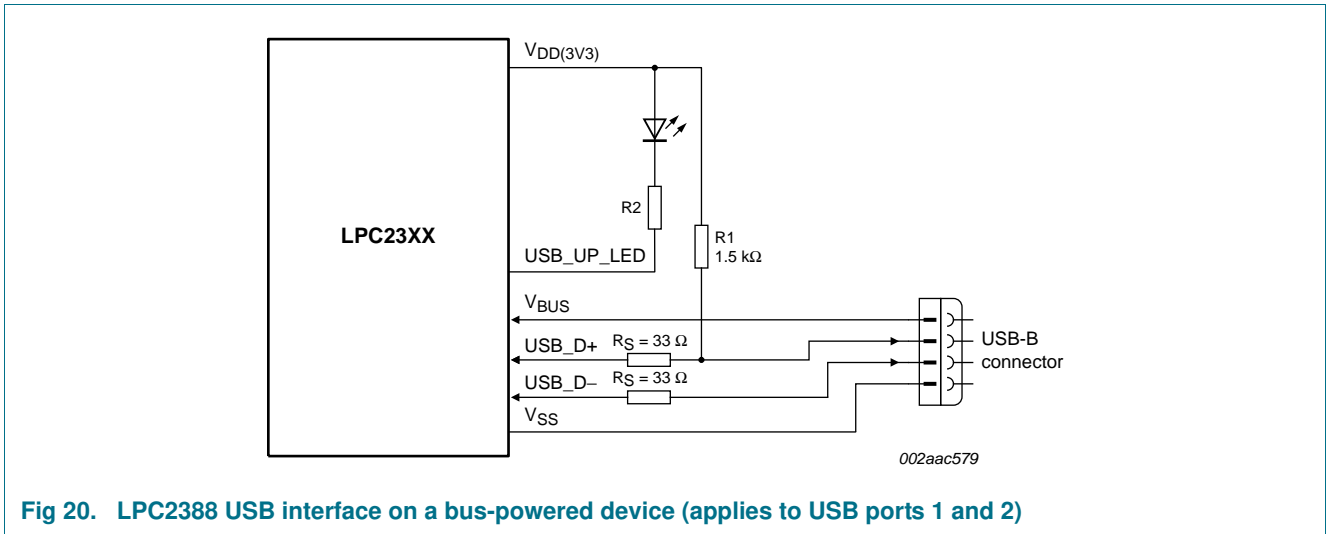 VDD(3V3)
R2
LPC23XX
R1
1.5 kΩ
USB_UP_LED
VBUS
USB_D+ RS = 33 Ω
USB-B
connector
USB_D− RS = 33 Ω
VSS
002aac579
Fig 20. LPC2388 USB interface on a bus-powered device (applies to USB ports 1 and 2)